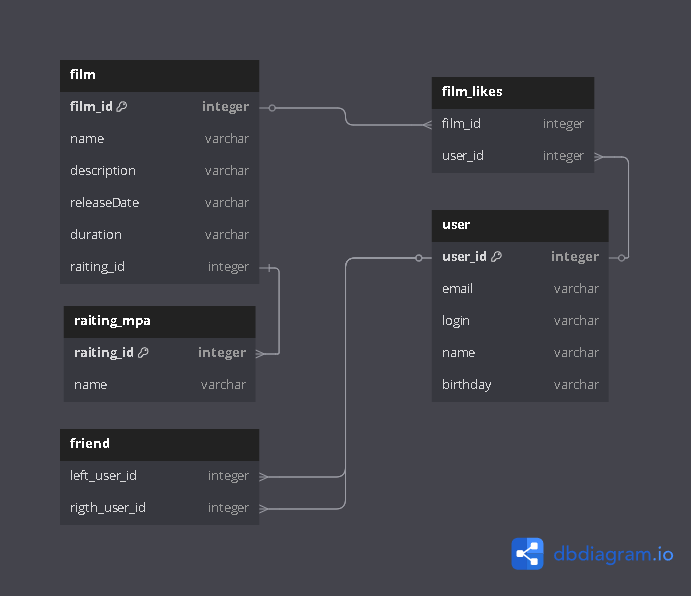 film
film_id integer
name varchar
description varchar
releaseDate varchar
duration varchar
raiting_id integer
raiting_mpa
raiting_id integer
name varchar
friend
left_user_id integer
rigth_user_id integer
film_likes
film_id integer
user_id integer
user
user_id integer
email varchar
login varchar
name varchar
birthday varchar
dbdiagram.io